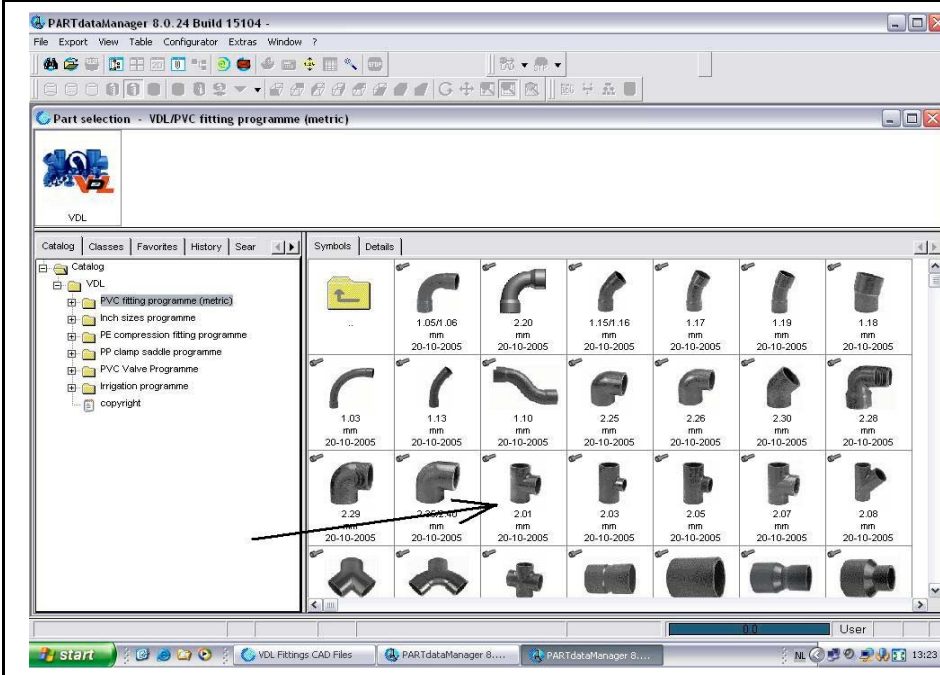 PARTdataManager 8.0.24 Build 15104 -
File Export View Table Configurator Extras Window ?
Part selection - VDL/PVC fitting programme (metric)
VDL
VDL
Catalog Classes Favorites History Sear
Symbols Details
Catalog
VDL
PVC fitting programme (metric)
Inch sizes programme
PE compression fitting programme
PP clamp saddle programme
PVC Valve Programme
Irrigation programme
copyright
.. 1.05/1.06 2.20 1.15/1.16 1.17 1.19 1.18
mm mm mm mm mm mm
20-10-2005 20-10-2005 20-10-2005 20-10-2005 20-10-2005 20-10-2005
1.03 1.13 1.10 2.25 2.26 2.30 2.28
mm mm mm mm mm mm mm
20-10-2005 20-10-2005 20-10-2005 20-10-2005 20-10-2005 20-10-2005 20-10-2005
2.29 2.35/2.40 2.01 2.03 2.05 2.07 2.08
mm mm mm mm mm mm mm
20-10-2005 20-10-2005 20-10-2005 20-10-2005 20-10-2005 20-10-2005 20-10-2005
0.0 User
start VDL Fittings CAD Files PARTdataManager 8.... PARTdataManager 8.... NL 13:23